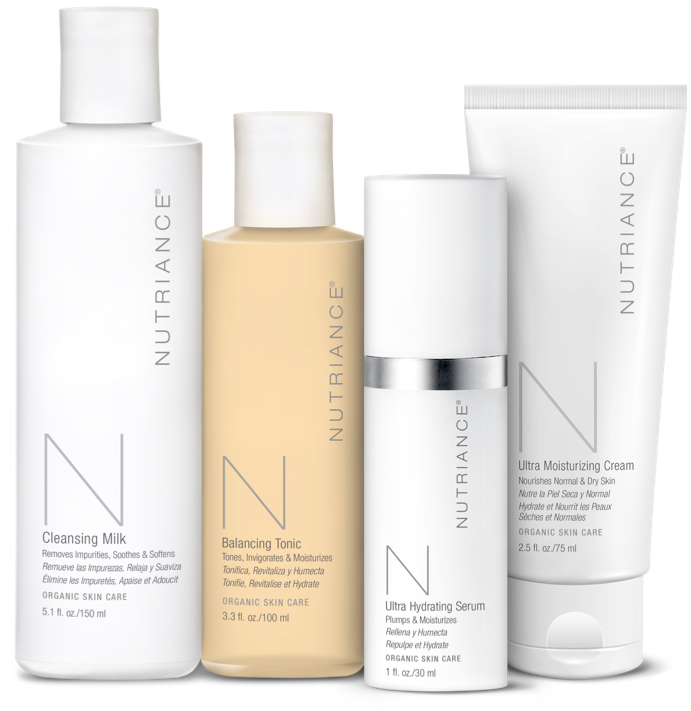 NUTRIANCE®
N
Cleansing Milk
Removes Impurities, Soothes & Softens
Remueve las Impurezas, Relaja y Suaviza
Élimine les Impuretés, Apaise et Adoucit
ORGANIC SKIN CARE
5.1 fl. oz./150 ml
NUTRIANCE®
N
Balancing Tonic
Tones, Invigorates & Moisturizes
Tonifica, Revitaliza y Humecta
Tonifie, Revitalise et Hydrate
ORGANIC SKIN CARE
3.3 fl. oz./100 ml
NUTRIANCE®
N
Ultra Hydrating Serum
Plumps & Moisturizes
Rellena y Humecta
Repulpe et Hydrate
ORGANIC SKIN CARE
1 fl. oz/30 ml
NUTRIANCE®
N
Ultra Moisturizing Cream
Nourishes Normal & Dry Skin
Nutre la Piel Seca y Normal
Hydrate et Nourrit les Peaux
Sèches et Normales
ORGANIC SKIN CARE
2.5 fl. oz./75 ml